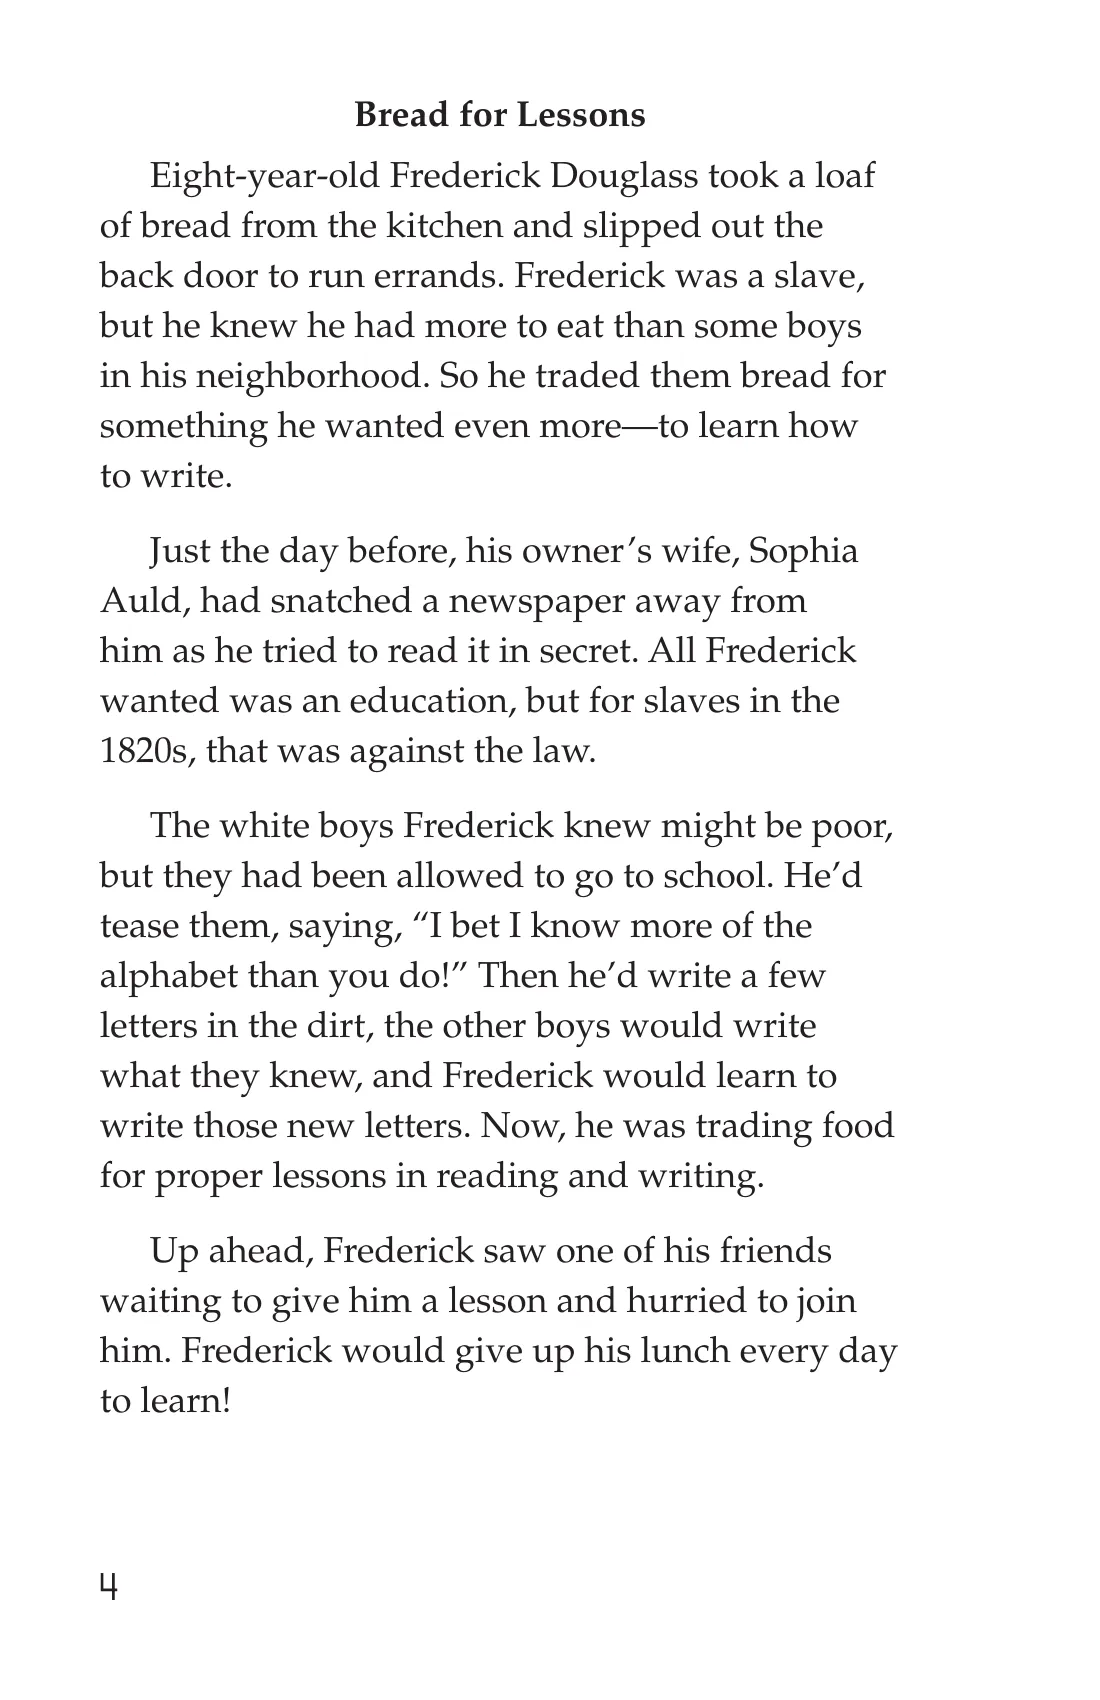 Bread for Lessons
Eight-year-old Frederick Douglass took a loaf
of bread from the kitchen and slipped out the
back door to run errands. Frederick was a slave,
but he knew he had more to eat than some boys
in his neighborhood. So he traded them bread for
something he wanted even more—to learn how
to write.
Just the day before, his owner’s wife, Sophia
Auld, had snatched a newspaper away from
him as he tried to read it in secret. All Frederick
wanted was an education, but for slaves in the
1820s, that was against the law.
The white boys Frederick knew might be poor,
but they had been allowed to go to school. He’d
tease them, saying, “I bet I know more of the
alphabet than you do!” Then he’d write a few
letters in the dirt, the other boys would write
what they knew, and Frederick would learn to
write those new letters. Now, he was trading food
for proper lessons in reading and writing.
Up ahead, Frederick saw one of his friends
waiting to give him a lesson and hurried to join
him. Frederick would give up his lunch every day
to learn!
4